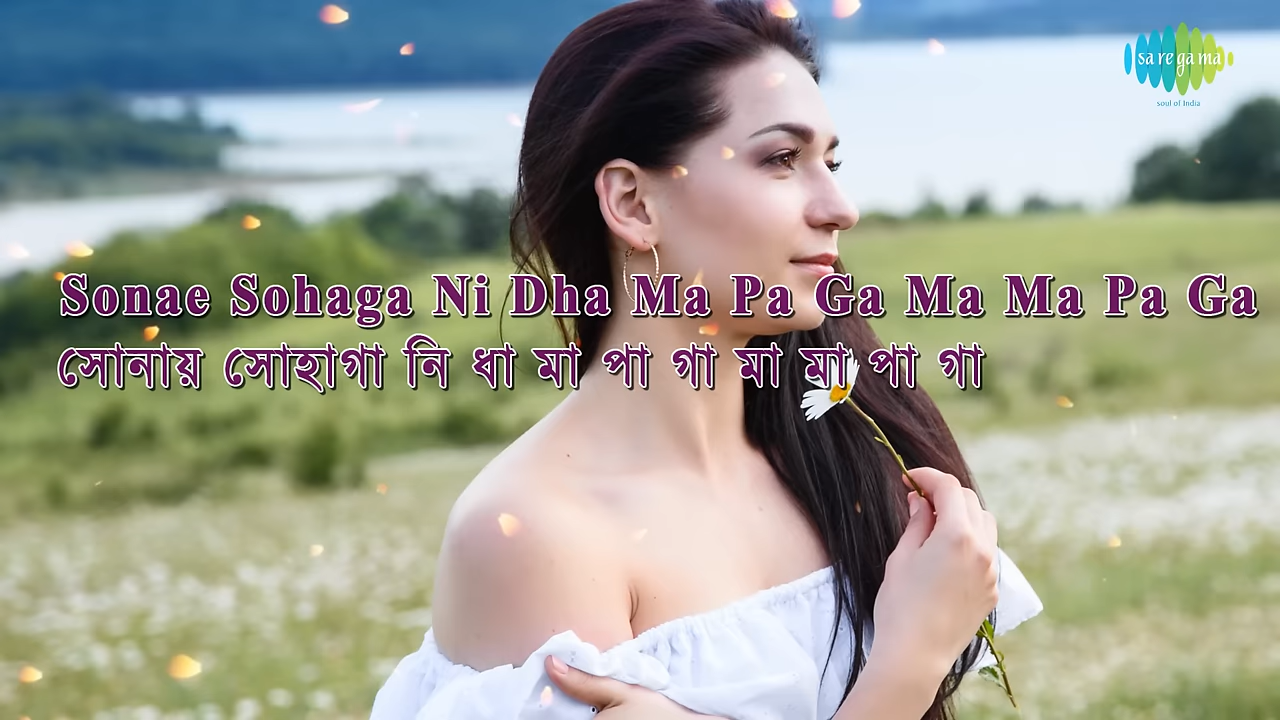 sa re ga ma
soul of India
Sonae Sohaga Ni Dha Ma Pa Ga Ma Ma Pa Ga
সোনায় সোহাগা নি ধা মা পা গা মা মা পা গা